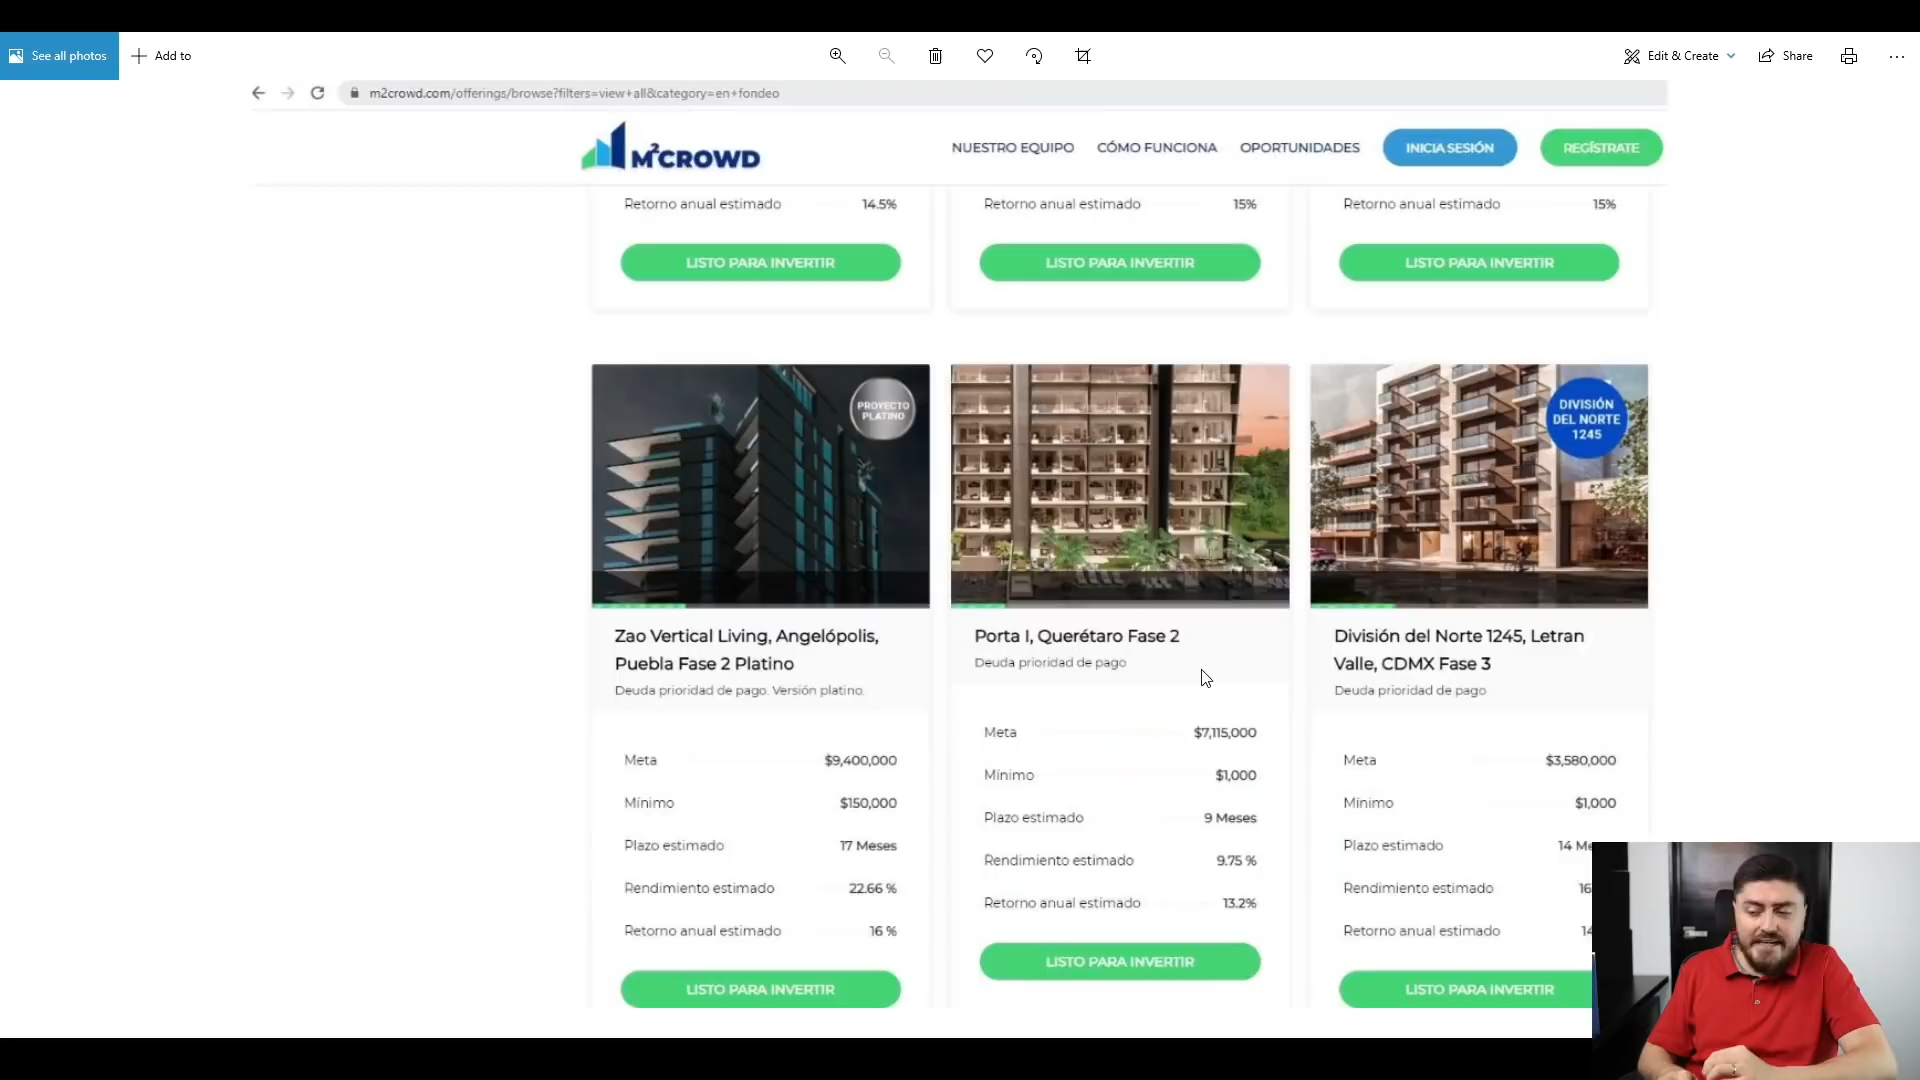 See all photos
Add to
Edit & Create
Share
m2crowd.com/offerings/browse?filters=view+all&category=en+fondeo
M²CROWD
NUESTRO EQUIPO
CÓMO FUNCIONA
OPORTUNIDADES
INICIA SESIÓN
REGÍSTRATE
Retorno anual estimado 14.5%
LISTO PARA INVERTIR
Retorno anual estimado 15%
LISTO PARA INVERTIR
Retorno anual estimado 15%
LISTO PARA INVERTIR
PROYECTO
PLATINO
Zao Vertical Living, Angelópolis,
Puebla Fase 2 Platino
Deuda prioridad de pago. Versión platino.
Meta $9,400,000
Mínimo $150,000
Plazo estimado 17 Meses
Rendimiento estimado 22.66 %
Retorno anual estimado 16 %
LISTO PARA INVERTIR
Porta I, Querétaro Fase 2
Deuda prioridad de pago
Meta $7,115,000
Mínimo $1,000
Plazo estimado 9 Meses
Rendimiento estimado 9.75 %
Retorno anual estimado 13.2%
LISTO PARA INVERTIR
DIVISIÓN
DEL NORTE
1245
División del Norte 1245, Letran
Valle, CDMX Fase 3
Deuda prioridad de pago
Meta $3,580,000
Mínimo $1,000
Plazo estimado 14
Rendimiento estimado
Retorno anual estimado
LISTO PARA INVERTIR